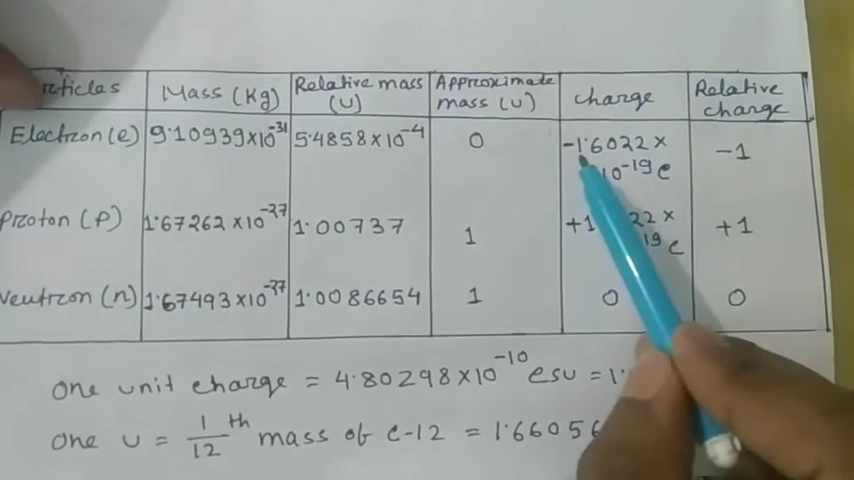 Relative mass Approximate Relative
Mass (Kg) (U) mass (U) charge charge
Electron (e) 9.10939×10⁻³¹ 5.4858×10⁻⁴ 0 -1.6022× -1
10⁻¹⁹ C
Proton (P) 1.67262×10⁻²⁷ 1.00737 1 +1 22× +1
19 C
Neutron (n) 1.67493×10⁻²⁷ 1.0086654 1 0 0
One unit charge = 4.80298×10⁻¹⁰ esu = 1.
One u = 1/12 th mass of C-12 = 1.66056